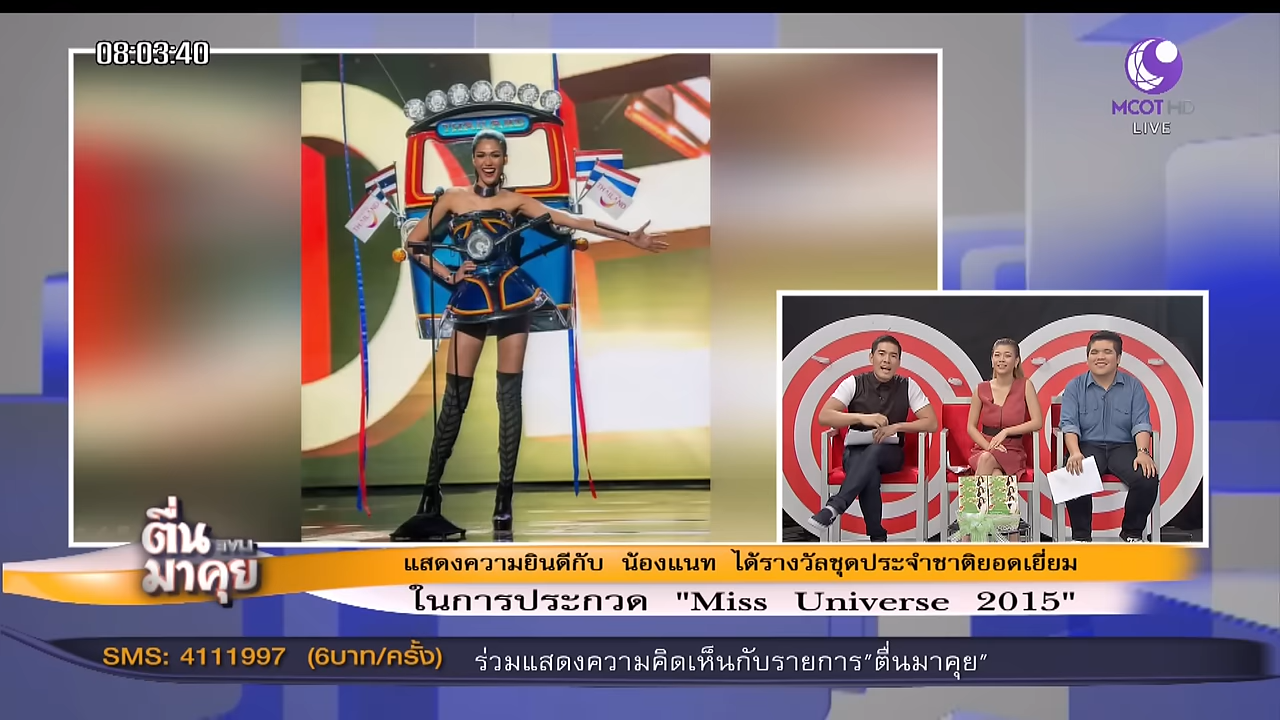 08:03:40
MCOT HD
LIVE
THAILAND
THAILAND
THAILAND
ตื่น
มาคุย
แสดงความยินดีกับ น้องแนท ได้รางวัลชุดประจำชาติยอดเยี่ยม
ในการประกวด "Miss Universe 2015"
SMS: 4111997 (6บาท/ครั้ง) ร่วมแสดงความคิดเห็นกับรายการ"ตื่นมาคุย"